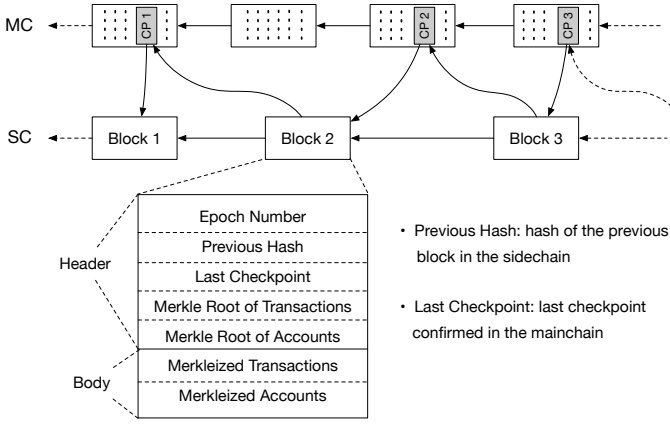 MC
CP 1
CP 2
CP 3
SC
Block 1
Block 2
Block 3
Epoch Number
Previous Hash
Header
Last Checkpoint
Merkle Root of Transactions
Merkle Root of Accounts
Body
Merkleized Transactions
Merkleized Accounts
• Previous Hash: hash of the previous
block in the sidechain
• Last Checkpoint: last checkpoint
confirmed in the mainchain